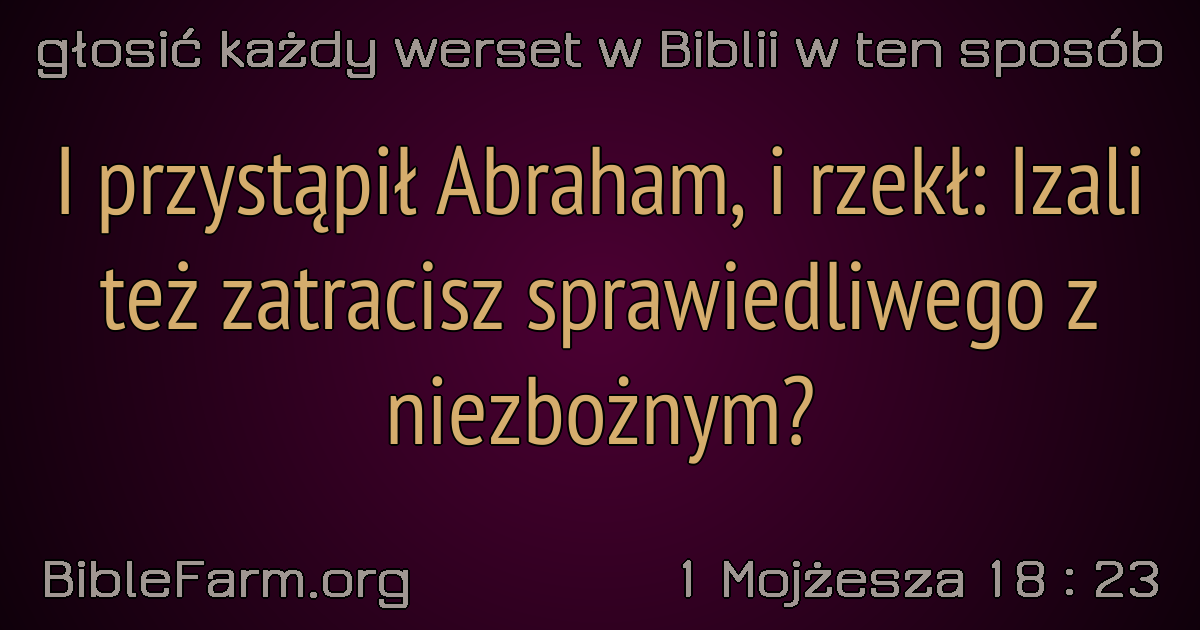 głosić każdy werset w Biblii w ten sposób
I przystąpił Abraham, i rzekł: Izali
też zatracisz sprawiedliwego z
niezbożnym?
BibleFarm.org
1 Mojżesza 18 : 23